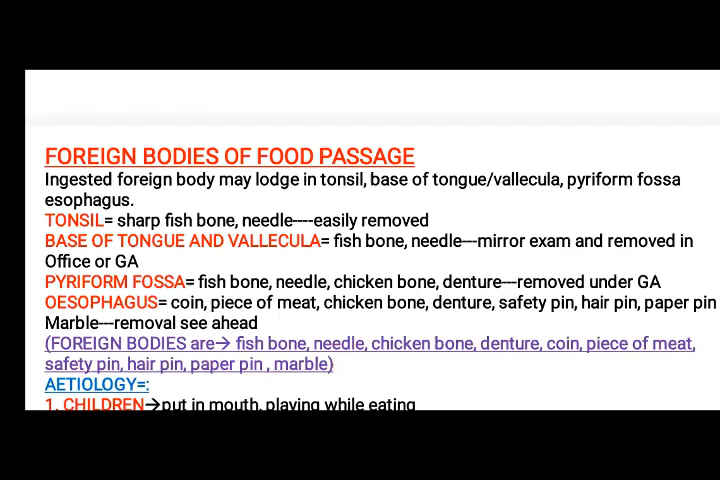 FOREIGN BODIES OF FOOD PASSAGE
Ingested foreign body may lodge in tonsil, base of tongue/vallecula, pyriform fossa
esophagus.
TONSIL= sharp fish bone, needle----easily removed
BASE OF TONGUE AND VALLECULA= fish bone, needle---mirror exam and removed in
Office or GA
PYRIFORM FOSSA= fish bone, needle, chicken bone, denture---removed under GA
OESOPHAGUS= coin, piece of meat, chicken bone, denture, safety pin, hair pin, paper pin
Marble---removal see ahead
(FOREIGN BODIES are→ fish bone, needle, chicken bone, denture, coin, piece of meat,
safety pin, hair pin, paper pin , marble)
AETIOLOGY=:
1. CHILDREN→put in mouth, playing while eating